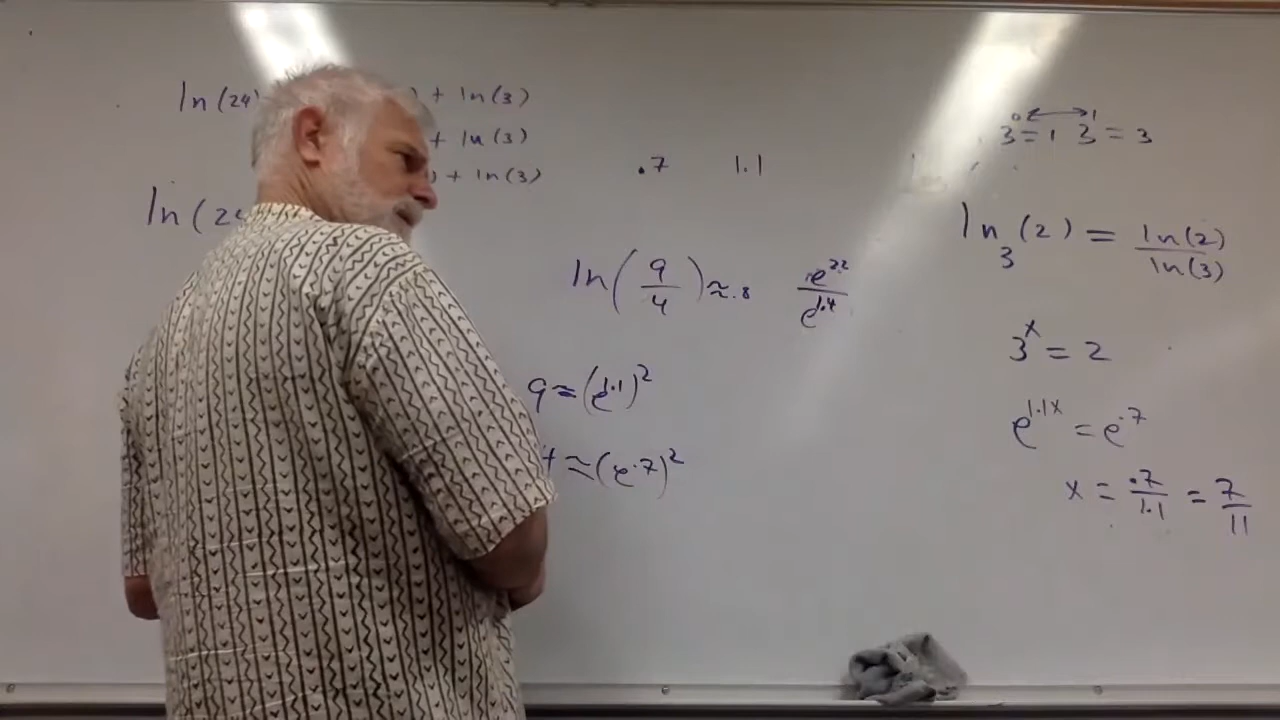 ln(24) + ln(3)
+ ln(3)
) + ln(3)
ln(24
.7 1.1
ln(9/4) ≈ .8 e^2.2/e^1.4
9 ≈ (e^1.1)^2
≈ (e^.7)^2
3^0 = 1 3^1 = 3
ln_3(2) = ln(2)/ln(3)
3^x = 2
e^1.1x = e^.7
x = .7/1.1 = 7/11